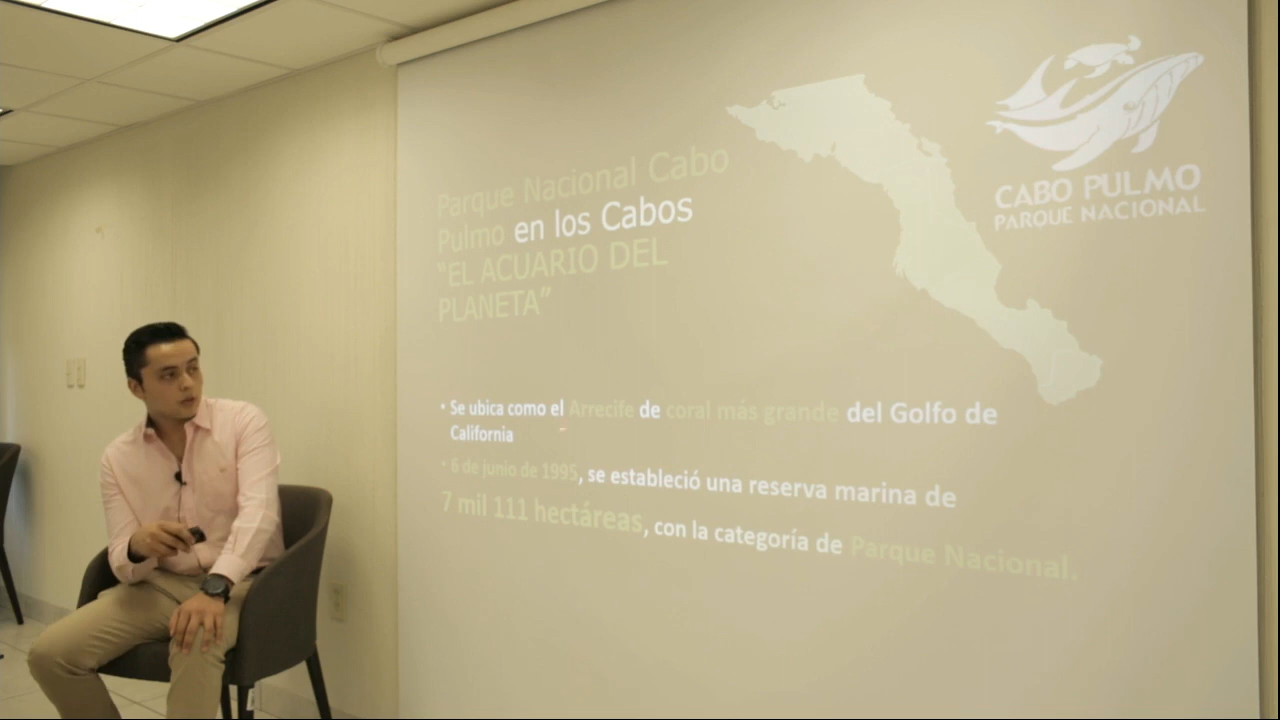 Parque Nacional Cabo
Pulmo en los Cabos
"EL ACUARIO DEL
PLANETA"
CABO PULMO
PARQUE NACIONAL
• Se ubica como el Arrecife de coral más grande del Golfo de
California
• 6 de junio de 1995, se estableció una reserva marina de
7 mil 111 hectáreas, con la categoría de Parque Nacional.